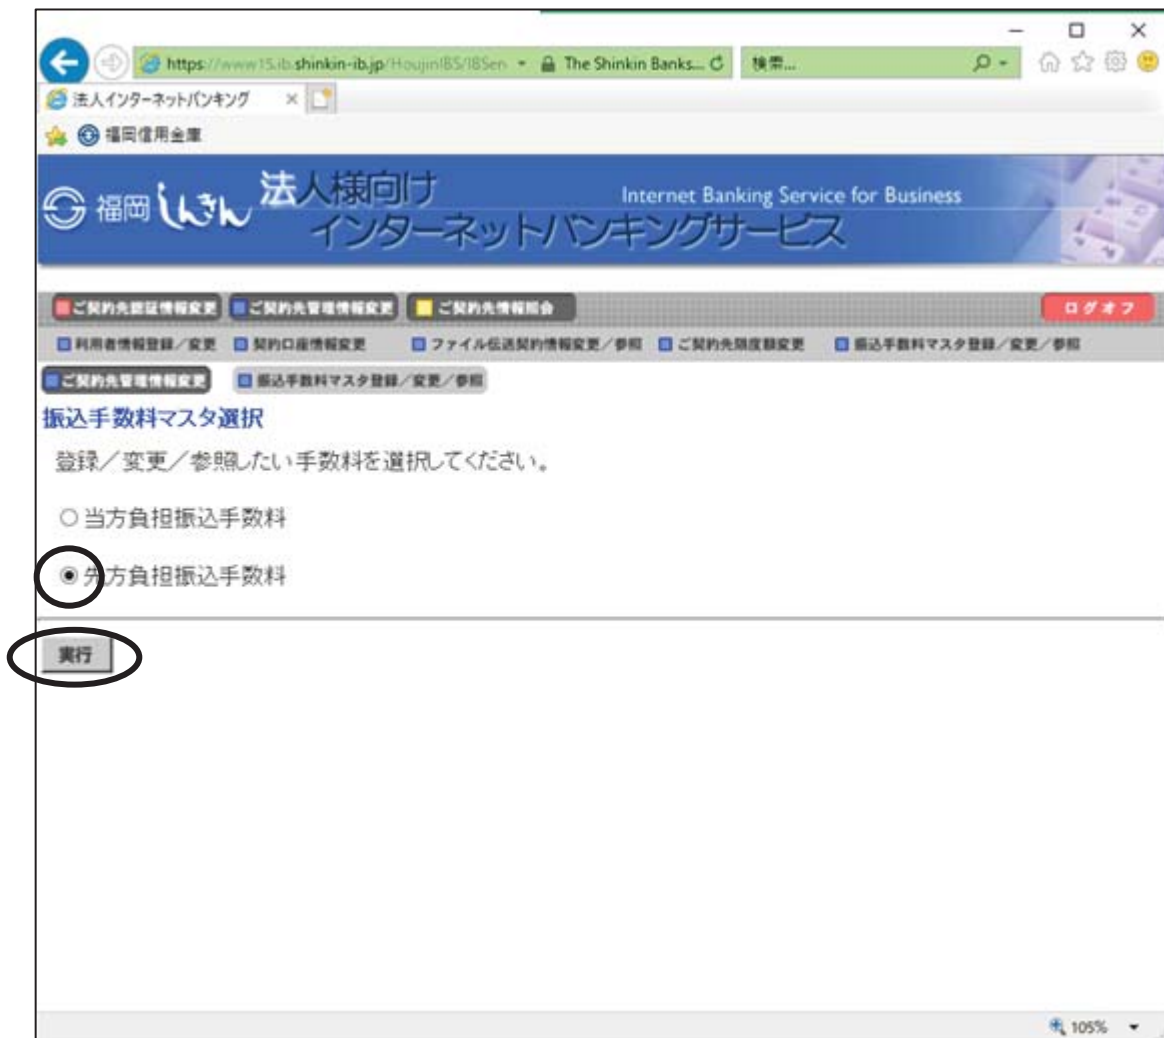 https://www15.ib.shinkin-ib.jp/Houjin/IBS/IBSen The Shinkin Banks... 検索...
法人インターネットバンキング
福岡信用金庫
福岡しんきん 法人様向け Internet Banking Service for Business
インターネットバンキングサービス
ご契約先認証情報変更 ご契約先管理情報変更 ご契約先情報照会 ログオフ
利用者情報登録／変更 契約口座情報変更 ファイル伝送契約情報変更／参照 ご契約先限度額変更 振込手数料マスタ登録／変更／参照
ご契約先管理情報変更 振込手数料マスタ登録／変更／参照
振込手数料マスタ選択
登録／変更／参照したい手数料を選択してください。
当方負担振込手数料
先方負担振込手数料
実行
105%